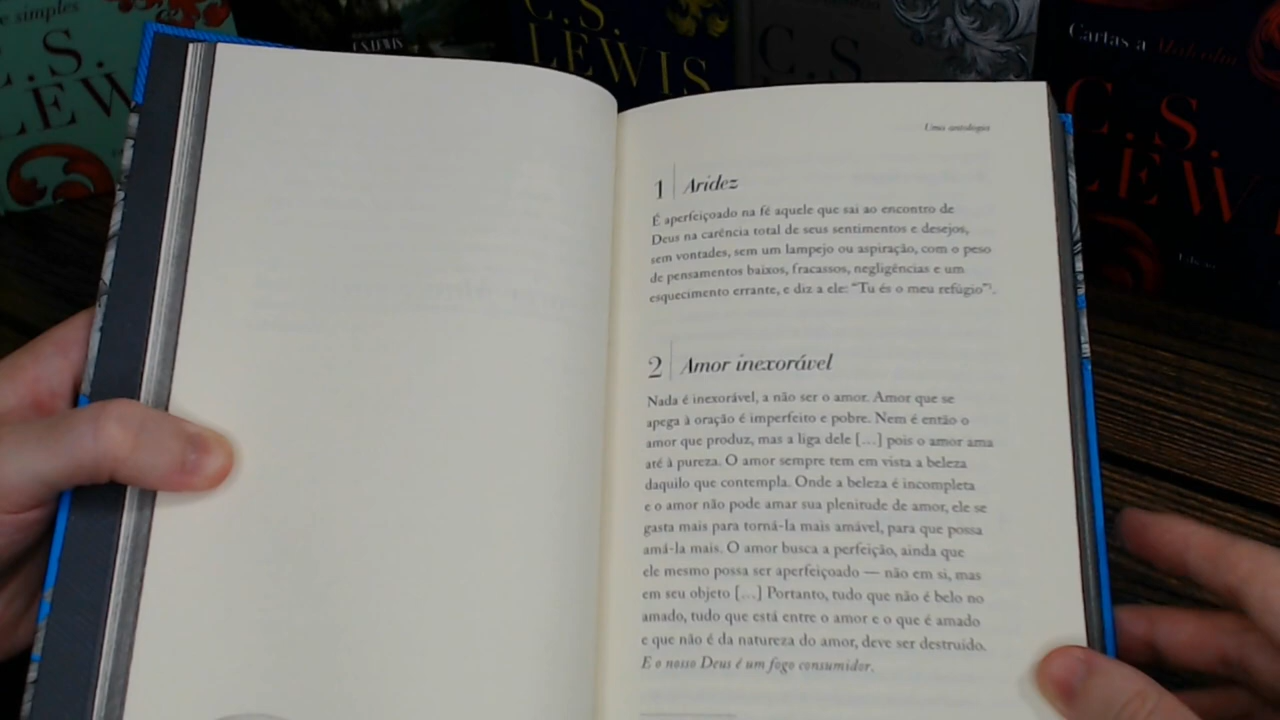 e simples
C. S.
LEWIS
C. S.
LEWIS
C. S.
Cartas a Malcolm
C. S.
LEW
Uma antologia
1 | Aridez
É aperfeiçoado na fé aquele que sai ao encontro de
Deus na carência total de seus sentimentos e desejos,
sem vontades, sem um lampejo ou aspiração, com o peso
de pensamentos baixos, fracassos, negligências e um
esquecimento errante, e diz a ele: “Tu és o meu refúgio”¹.
2 | Amor inexorável
Nada é inexorável, a não ser o amor. Amor que se
apega à oração é imperfeito e pobre. Nem é então o
amor que produz, mas a liga dele [...] pois o amor ama
até à pureza. O amor sempre tem em vista a beleza
daquilo que contempla. Onde a beleza é incompleta
e o amor não pode amar sua plenitude de amor, ele se
gasta mais para torná-la mais amável, para que possa
amá-la mais. O amor busca a perfeição, ainda que
ele mesmo possa ser aperfeiçoado — não em si, mas
em seu objeto [...] Portanto, tudo que não é belo no
amado, tudo que está entre o amor e o que é amado
e que não é da natureza do amor, deve ser destruído.
E o nosso Deus é um fogo consumidor.